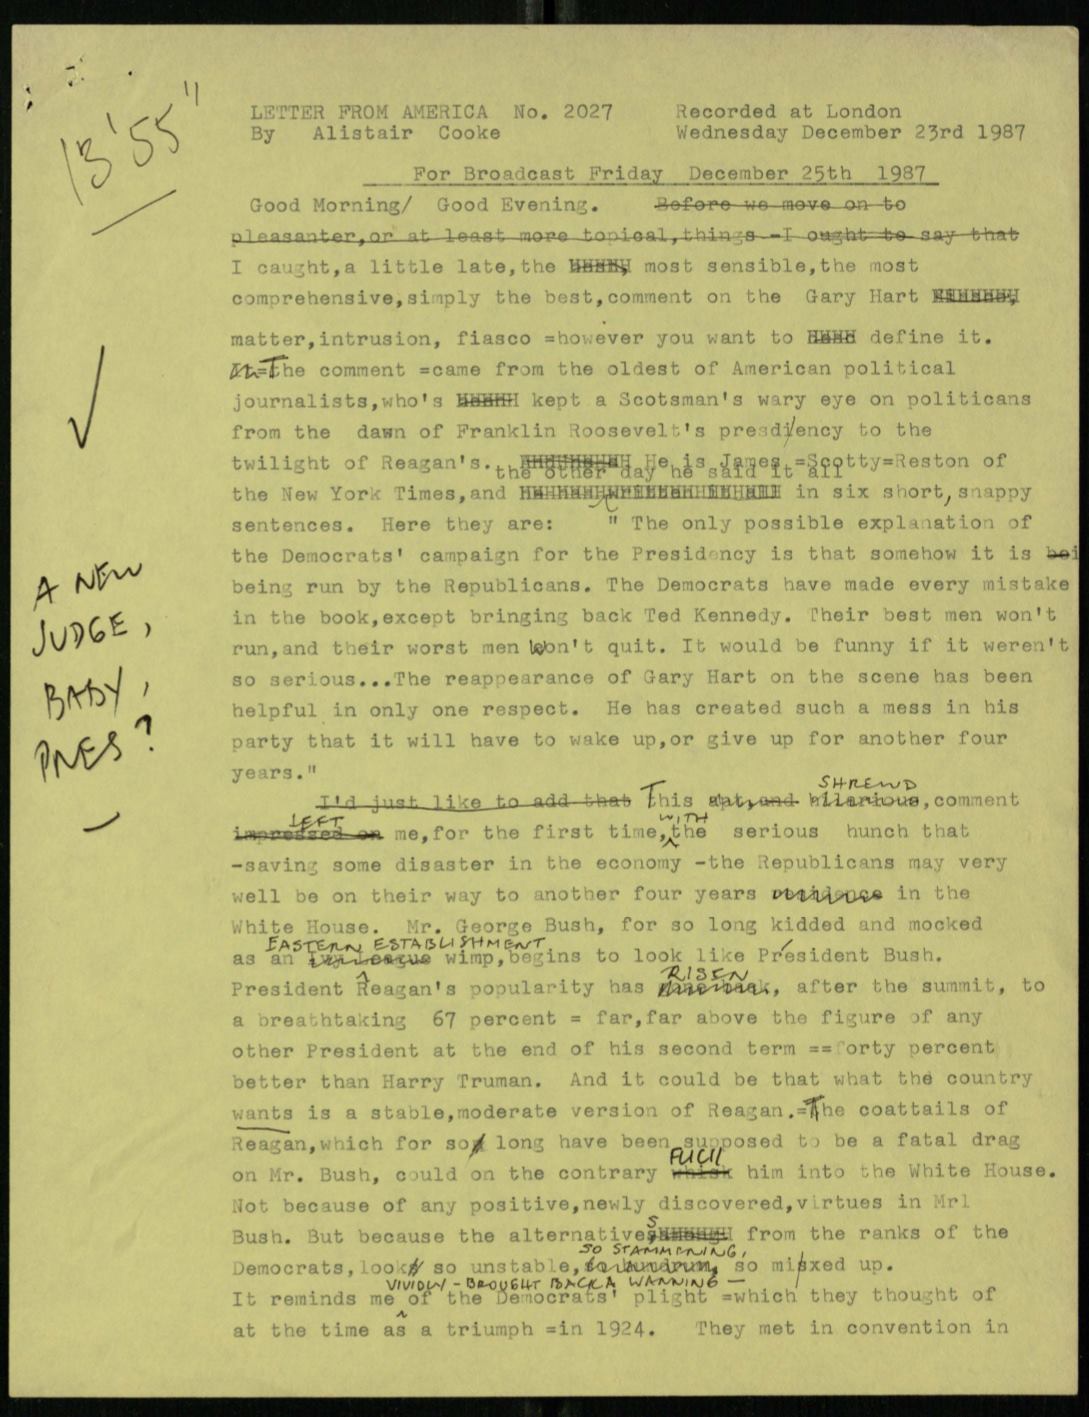 13'55"
LETTER FROM AMERICA No. 2027 Recorded at London
By Alistair Cooke Wednesday December 23rd 1987
For Broadcast Friday December 25th 1987
Good Morning/ Good Evening. Before we move on to
pleasanter,or at least more topical,things -I ought to say that
I caught,a little late,the most sensible,the most
comprehensive,simply the best,comment on the Gary Hart
matter,intrusion, fiasco =however you want to define it.
It=The comment =came from the oldest of American political
journalists,who's kept a Scotsman's wary eye on politicans
from the dawn of Franklin Roosevelt's presdiency to the
twilight of Reagan's. He is James =Scotty=Reston of
the other day he said it all
the New York Times,and in six short, snappy
sentences. Here they are: " The only possible explanation of
the Democrats' campaign for the Presidency is that somehow it is bei
being run by the Republicans. The Democrats have made every mistake
in the book,except bringing back Ted Kennedy. Their best men won't
run,and their worst men won't quit. It would be funny if it weren't
so serious...The reappearance of Gary Hart on the scene has been
helpful in only one respect. He has created such a mess in his
party that it will have to wake up,or give up for another four
years."
SHREWD
I'd just like to add that This apt,and hilarious,comment
LEFT WITH
impressed on me,for the first time,the serious hunch that
-saving some disaster in the economy -the Republicans may very
well be on their way to another four years residence in the
White House. Mr. George Bush, for so long kidded and mocked
EASTERN ESTABLISHMENT
as an Ivy League wimp,begins to look like President Bush.
RISEN
President Reagan's popularity has , after the summit, to
a breathtaking 67 percent = far,far above the figure of any
other President at the end of his second term ==forty percent
better than Harry Truman. And it could be that what the country
wants is a stable,moderate version of Reagan.=The coattails of
Reagan,which for so long have been supposed to be a fatal drag
PULL
on Mr. Bush, could on the contrary whisk him into the White House.
Not because of any positive,newly discovered,virtues in Mrl
Bush. But because the alternatives from the ranks of the
SO STAMMERING,
Democrats,look so unstable, so humdrum, so mixed up.
VIVIDLY - BROUGHT BACK A WARNING -
It reminds me of the Democrats' plight =which they thought of
at the time as a triumph =in 1924. They met in convention in
A NEW
JUDGE,
BABY,
PRES?